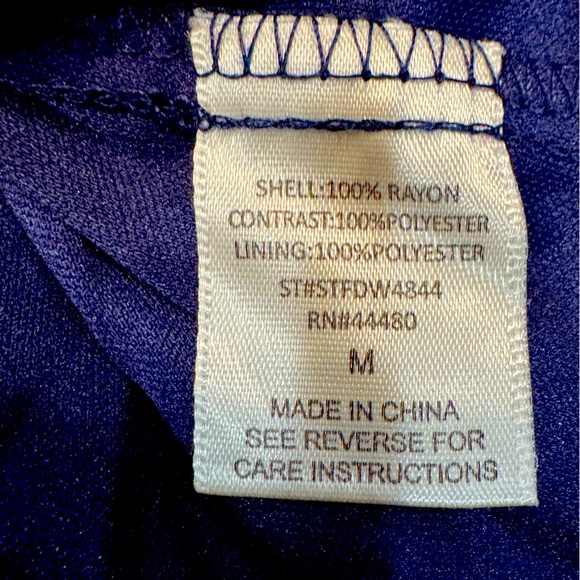 SHELL:100% RAYON
CONTRAST:100%POLYESTER
LINING:100%POLYESTER
ST#STFDW4844
RN#44480
M
MADE IN CHINA
SEE REVERSE FOR
CARE INSTRUCTIONS